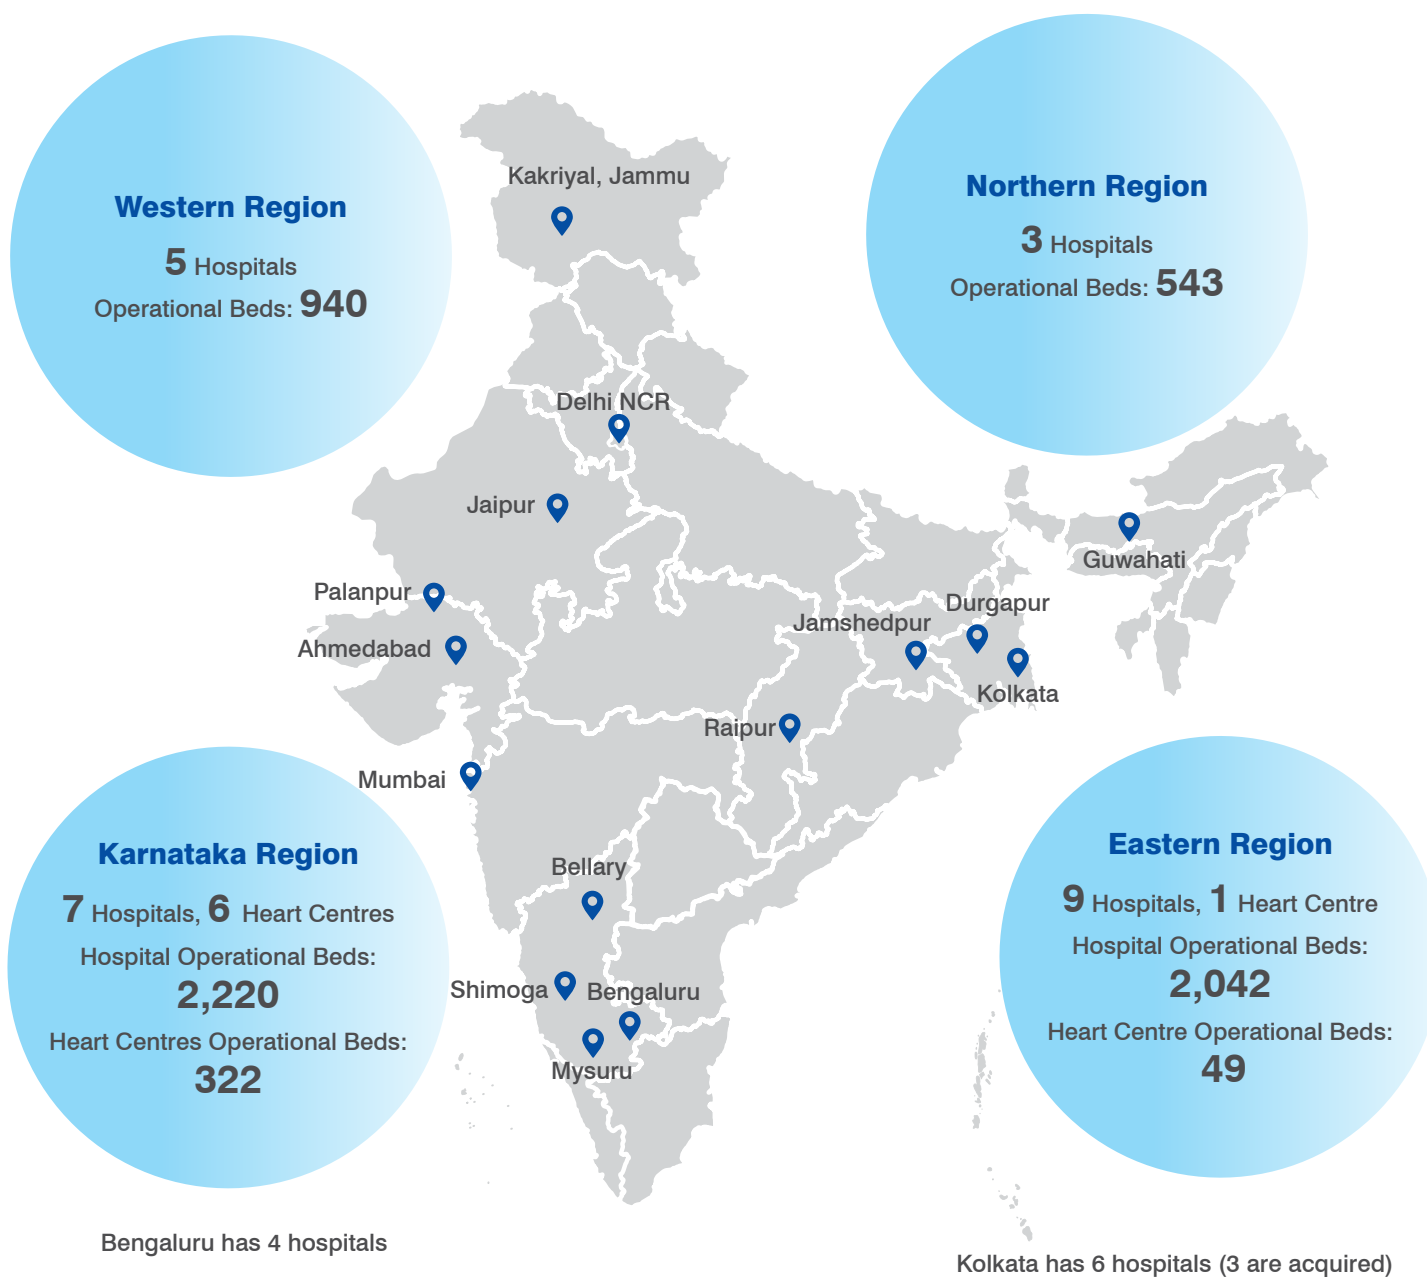 Western Region
5 Hospitals
Operational Beds: 940
Northern Region
3 Hospitals
Operational Beds: 543
Kakriyal, Jammu
Delhi NCR
Jaipur
Palanpur
Ahmedabad
Mumbai
Guwahati
Durgapur
Jamshedpur
Kolkata
Raipur
Bellary
Shimoga
Bengaluru
Mysuru
Karnataka Region
7 Hospitals, 6 Heart Centres
Hospital Operational Beds:
2,220
Heart Centres Operational Beds:
322
Eastern Region
9 Hospitals, 1 Heart Centre
Hospital Operational Beds:
2,042
Heart Centre Operational Beds:
49
Bengaluru has 4 hospitals
Kolkata has 6 hospitals (3 are acquired)